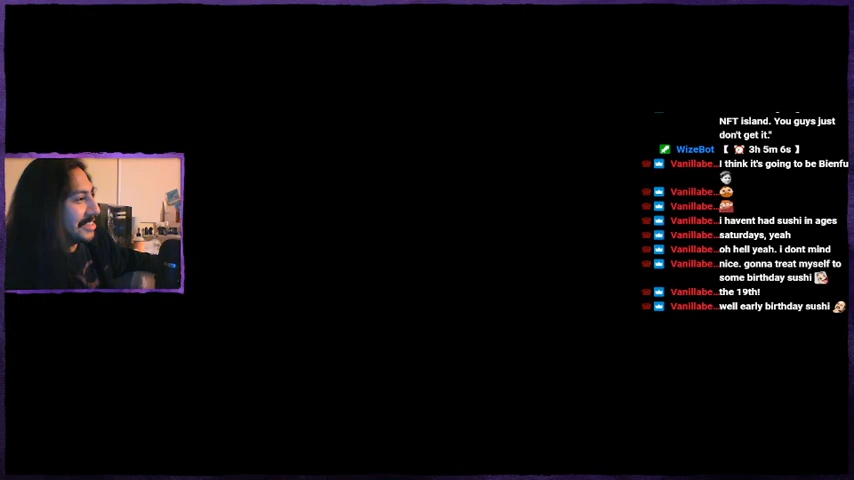 NFT island. You guys just
don't get it."
WizeBot 【 3h 5m 6s 】
Vanillabe... I think it's going to be Bienfu
Vanillabe...
Vanillabe...
Vanillabe... i havent had sushi in ages
Vanillabe... saturdays, yeah
Vanillabe... oh hell yeah. i dont mind
Vanillabe... nice. gonna treat myself to
some birthday sushi
Vanillabe... the 19th!
Vanillabe... well early birthday sushi